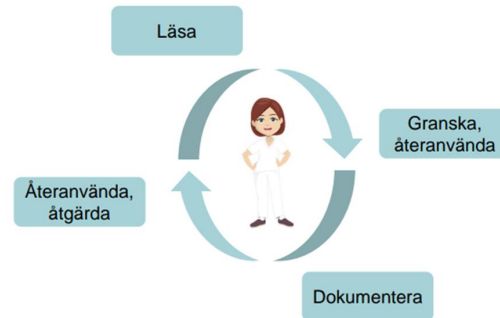 Läsa
Granska,
återanvända
Återanvända,
åtgärda
Dokumentera